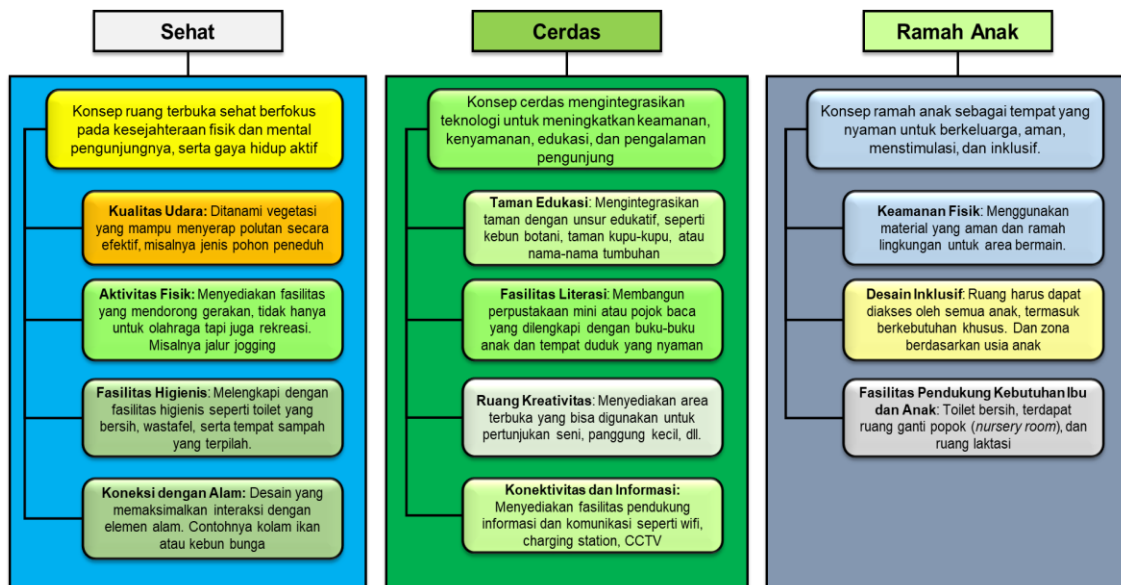 Sehat
Konsep ruang terbuka sehat berfokus
pada kesejahteraan fisik dan mental
pengunjungnya, serta gaya hidup aktif
Kualitas Udara: Ditanami vegetasi
yang mampu menyerap polutan secara
efektif, misalnya jenis pohon peneduh
Aktivitas Fisik: Menyediakan fasilitas
yang mendorong gerakan, tidak hanya
untuk olahraga tapi juga rekreasi.
Misalnya jalur jogging
Fasilitas Higienis: Melengkapi dengan
fasilitas higienis seperti toilet yang
bersih, wastafel, serta tempat sampah
yang terpilah.
Koneksi dengan Alam: Desain yang
memaksimalkan interaksi dengan
elemen alam. Contohnya kolam ikan
atau kebun bunga
Cerdas
Konsep cerdas mengintegrasikan
teknologi untuk meningkatkan keamanan,
kenyamanan, edukasi, dan pengalaman
pengunjung
Taman Edukasi: Mengintegrasikan
taman dengan unsur edukatif, seperti
kebun botani, taman kupu-kupu, atau
nama-nama tumbuhan
Fasilitas Literasi: Membangun
perpustakaan mini atau pojok baca
yang dilengkapi dengan buku-buku
anak dan tempat duduk yang nyaman
Ruang Kreativitas: Menyediakan area
terbuka yang bisa digunakan untuk
pertunjukan seni, panggung kecil, dll.
Konektivitas dan Informasi:
Menyediakan fasilitas pendukung
informasi dan komunikasi seperti wifi,
charging station, CCTV
Ramah Anak
Konsep ramah anak sebagai tempat yang
nyaman untuk berkeluarga, aman,
menstimulasi, dan inklusif.
Keamanan Fisik: Menggunakan
material yang aman dan ramah
lingkungan untuk area bermain.
Desain Inklusif: Ruang harus dapat
diakses oleh semua anak, termasuk
berkebutuhan khusus. Dan zona
berdasarkan usia anak
Fasilitas Pendukung Kebutuhan Ibu
dan Anak: Toilet bersih, terdapat
ruang ganti popok (nursery room), dan
ruang laktasi